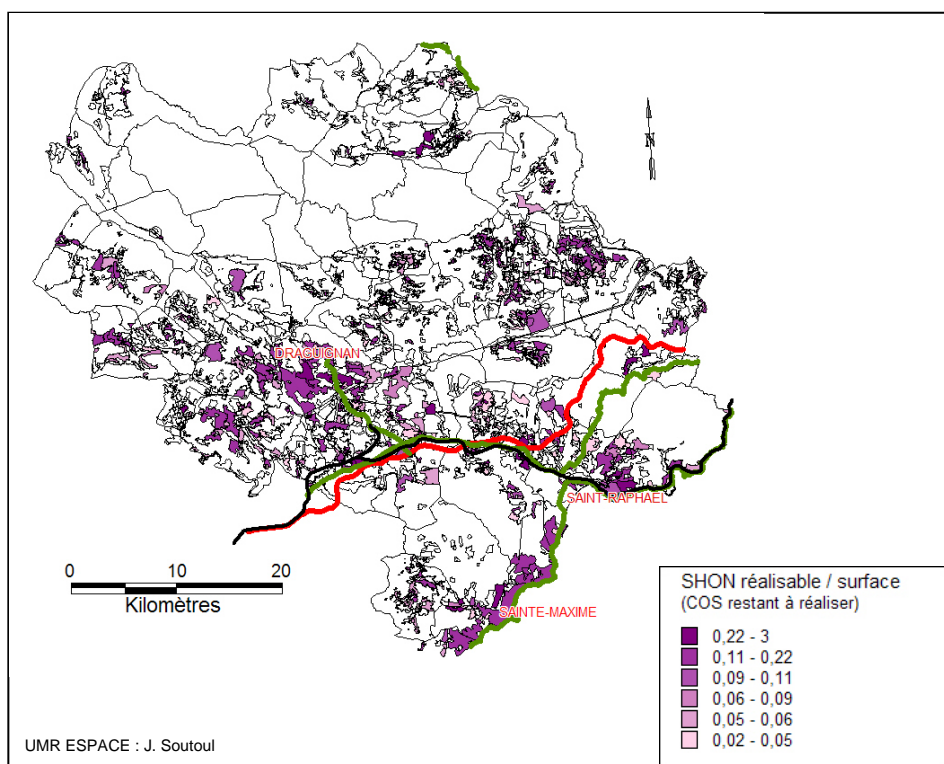 N
DRAGUIGNAN
SAINT-RAPHAEL
SAINTE-MAXIME
0 10 20
Kilomètres
SHON réalisable / surface
(COS restant à réaliser)
0,22 - 3
0,11 - 0,22
0,09 - 0,11
0,06 - 0,09
0,05 - 0,06
0,02 - 0,05
UMR ESPACE : J. Soutoul